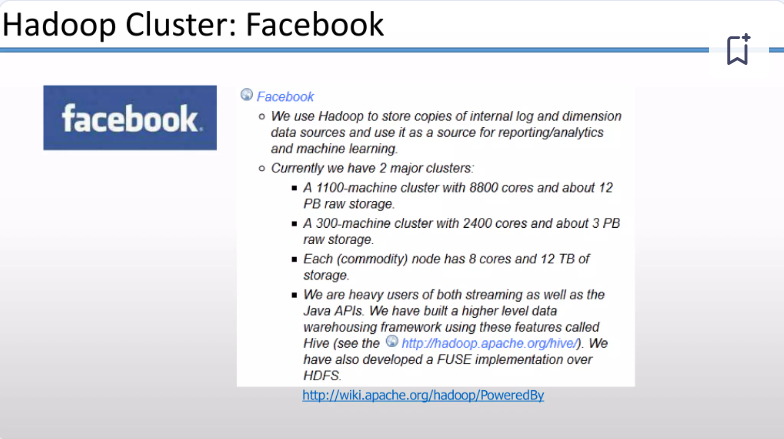 Hadoop Cluster: Facebook
facebook.
Facebook
We use Hadoop to store copies of internal log and dimension
data sources and use it as a source for reporting/analytics
and machine learning.
Currently we have 2 major clusters:
A 1100-machine cluster with 8800 cores and about 12
PB raw storage.
A 300-machine cluster with 2400 cores and about 3 PB
raw storage.
Each (commodity) node has 8 cores and 12 TB of
storage.
We are heavy users of both streaming as well as the
Java APIs. We have built a higher level data
warehousing framework using these features called
Hive (see the http://hadoop.apache.org/hive/). We
have also developed a FUSE implementation over
HDFS.
http://wiki.apache.org/hadoop/PoweredBy